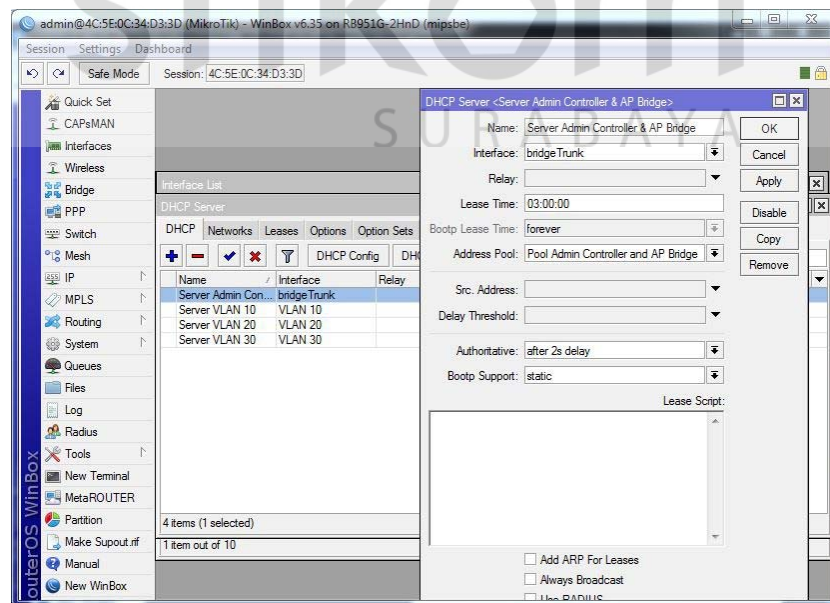 admin@4C:5E:0C:34:D3:3D (MikroTik) - WinBox v6.35 on RB951G-2HnD (mipsbe)
Session Settings Dashboard
Safe Mode Session: 4C:5E:0C:34:D3:3D
SURABAYA
Quick Set
CAPsMAN
Interfaces
Wireless
Bridge
PPP
Switch
Mesh
IP
MPLS
Routing
System
Queues
Files
Log
Radius
Tools
New Terminal
MetaROUTER
Partition
Make Supout.rif
Manual
New WinBox
outerOS WinBox
Interface List
DHCP Server
DHCP Networks Leases Options Option Sets
DHCP Config DH
Name / Interface Relay
Server Admin Con... bridgeTrunk
Server VLAN 10 VLAN 10
Server VLAN 20 VLAN 20
Server VLAN 30 VLAN 30
4 items (1 selected)
1 item out of 10
DHCP Server <Server Admin Controller & AP Bridge>
Name: Server Admin Controller & AP Bridge
Interface: bridgeTrunk
Relay:
Lease Time: 03:00:00
Bootp Lease Time: forever
Address Pool: Pool Admin Controller and AP Bridge
Src. Address:
Delay Threshold:
Authoritative: after 2s delay
Bootp Support: static
Lease Script:
Add ARP For Leases
Always Broadcast
Use RADIUS
OK
Cancel
Apply
Disable
Copy
Remove